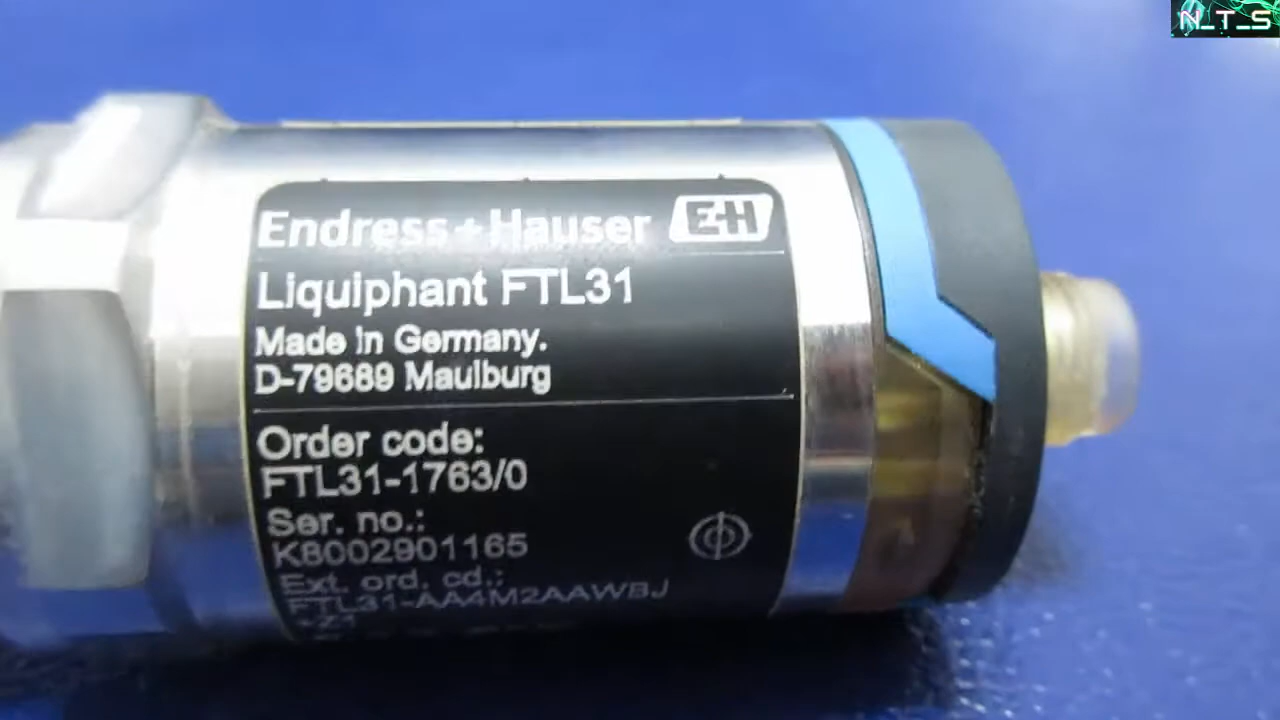 N_T_S
Endress+Hauser E+H
Liquiphant FTL31
Made in Germany.
D-79689 Maulburg
Order code:
FTL31-1763/0
Ser. no.:
K8002901165
Ext. ord. cd.:
FTL31-AA4M2AAWBJ
+Z1